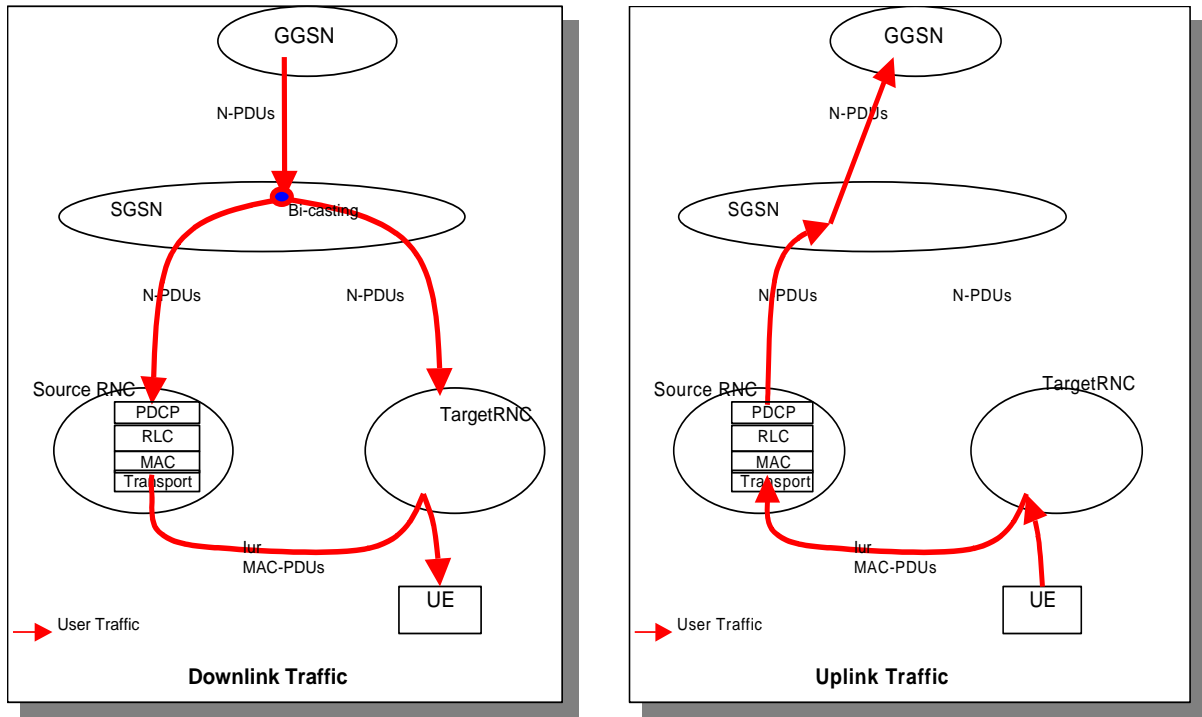 GGSN
N-PDUs
SGSN
Bi-casting
N-PDUs
N-PDUs
Source RNC
TargetRNC
PDCP
RLC
MAC
Transport
Iur
MAC-PDUs
UE
User Traffic
Downlink Traffic
GGSN
N-PDUs
SGSN
N-PDUs
N-PDUs
Source RNC
TargetRNC
PDCP
RLC
MAC
Transport
Iur
MAC-PDUs
UE
User Traffic
Uplink Traffic